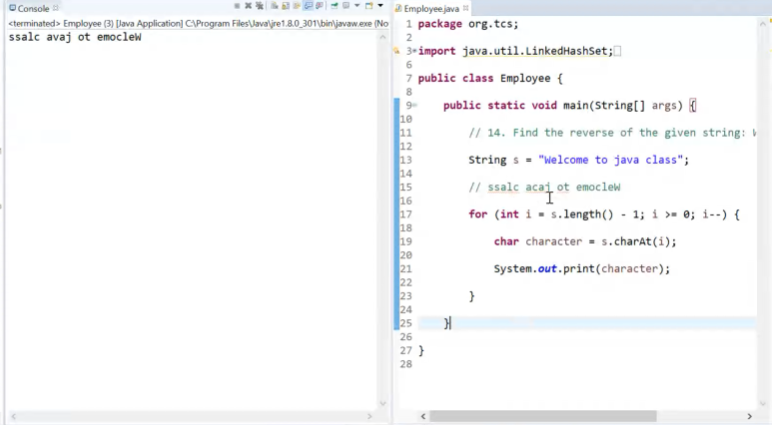 Console
<terminated> Employee (3) [Java Application] C:\Program Files\Java\jre1.8.0_301\bin\javaw.exe (No
ssalc avaj ot emocleW
Employee.java
1 package org.tcs;
2
3 import java.util.LinkedHashSet;
6
7 public class Employee {
8
9 public static void main(String[] args) {
10
11 // 14. Find the reverse of the given string: W
12
13 String s = "Welcome to java class";
14
15 // ssalc acaj ot emocleW
16
17 for (int i = s.length() - 1; i >= 0; i--) {
18
19 char character = s.charAt(i);
20
21 System.out.print(character);
22
23 }
24
25 }
26
27 }
28